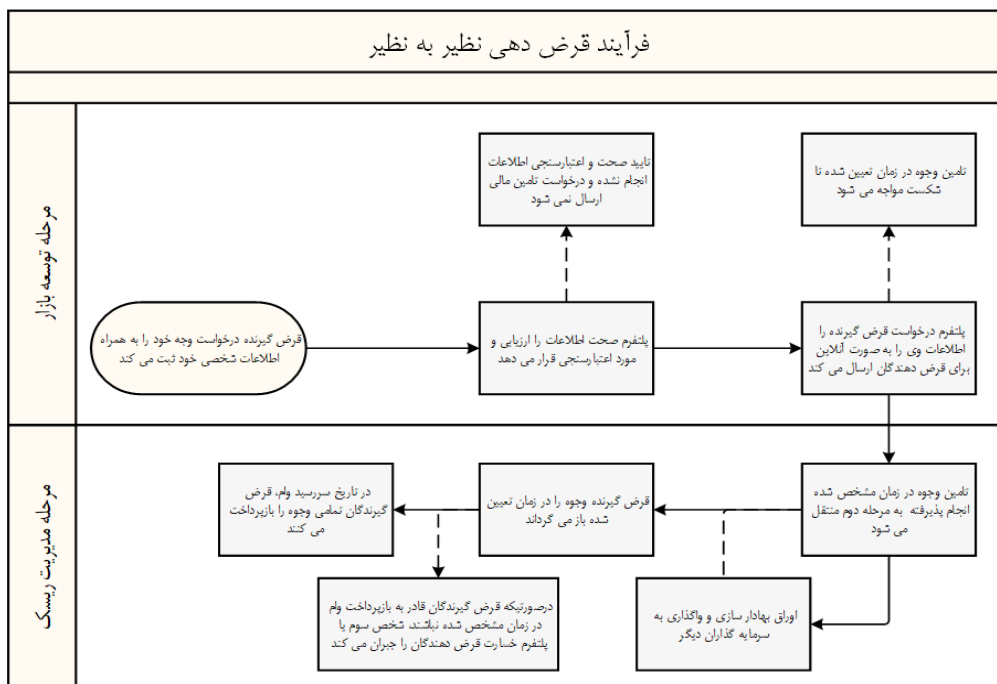 فرآیند قرض دهی نظیر به نظیر
مرحله توسعه بازار
تایید صحت و اعتبارسنجی اطلاعات
انجام نشده و درخواست تامین مالی
ارسال نمی شود
تامین وجوه در زمان تعیین شده تا
شکست مواجه می شود
قرض گیرنده درخواست وجه خود را به همراه
اطلاعات شخصی خود ثبت می کند
پلتفرم صحت اطلاعات را ارزیابی و
مورد اعتبارسنجی قرار می دهد
پلتفرم درخواست قرض گیرنده را
اطلاعات وی را به صورت آنلاین
برای قرض دهندگان ارسال می کند
مرحله مدیریت ریسک
تامین وجوه در زمان مشخص شده
انجام پذیرفته به مرحله دوم منتقل
می شود
قرض گیرنده وجوه را در زمان تعیین
شده باز می گرداند
در تاریخ سررسید وام، قرض
گیرندگان تمامی وجوه را بازپرداخت
می کنند
اوراق بهادار سازی و واگذاری به
سرمایه گذاران دیگر
درصورتیکه قرض گیرندگان قادر به بازپرداخت وام
در زمان مشخص شده نباشند، شخص سوم یا
پلتفرم خسارت قرض دهندگان را جبران می کند